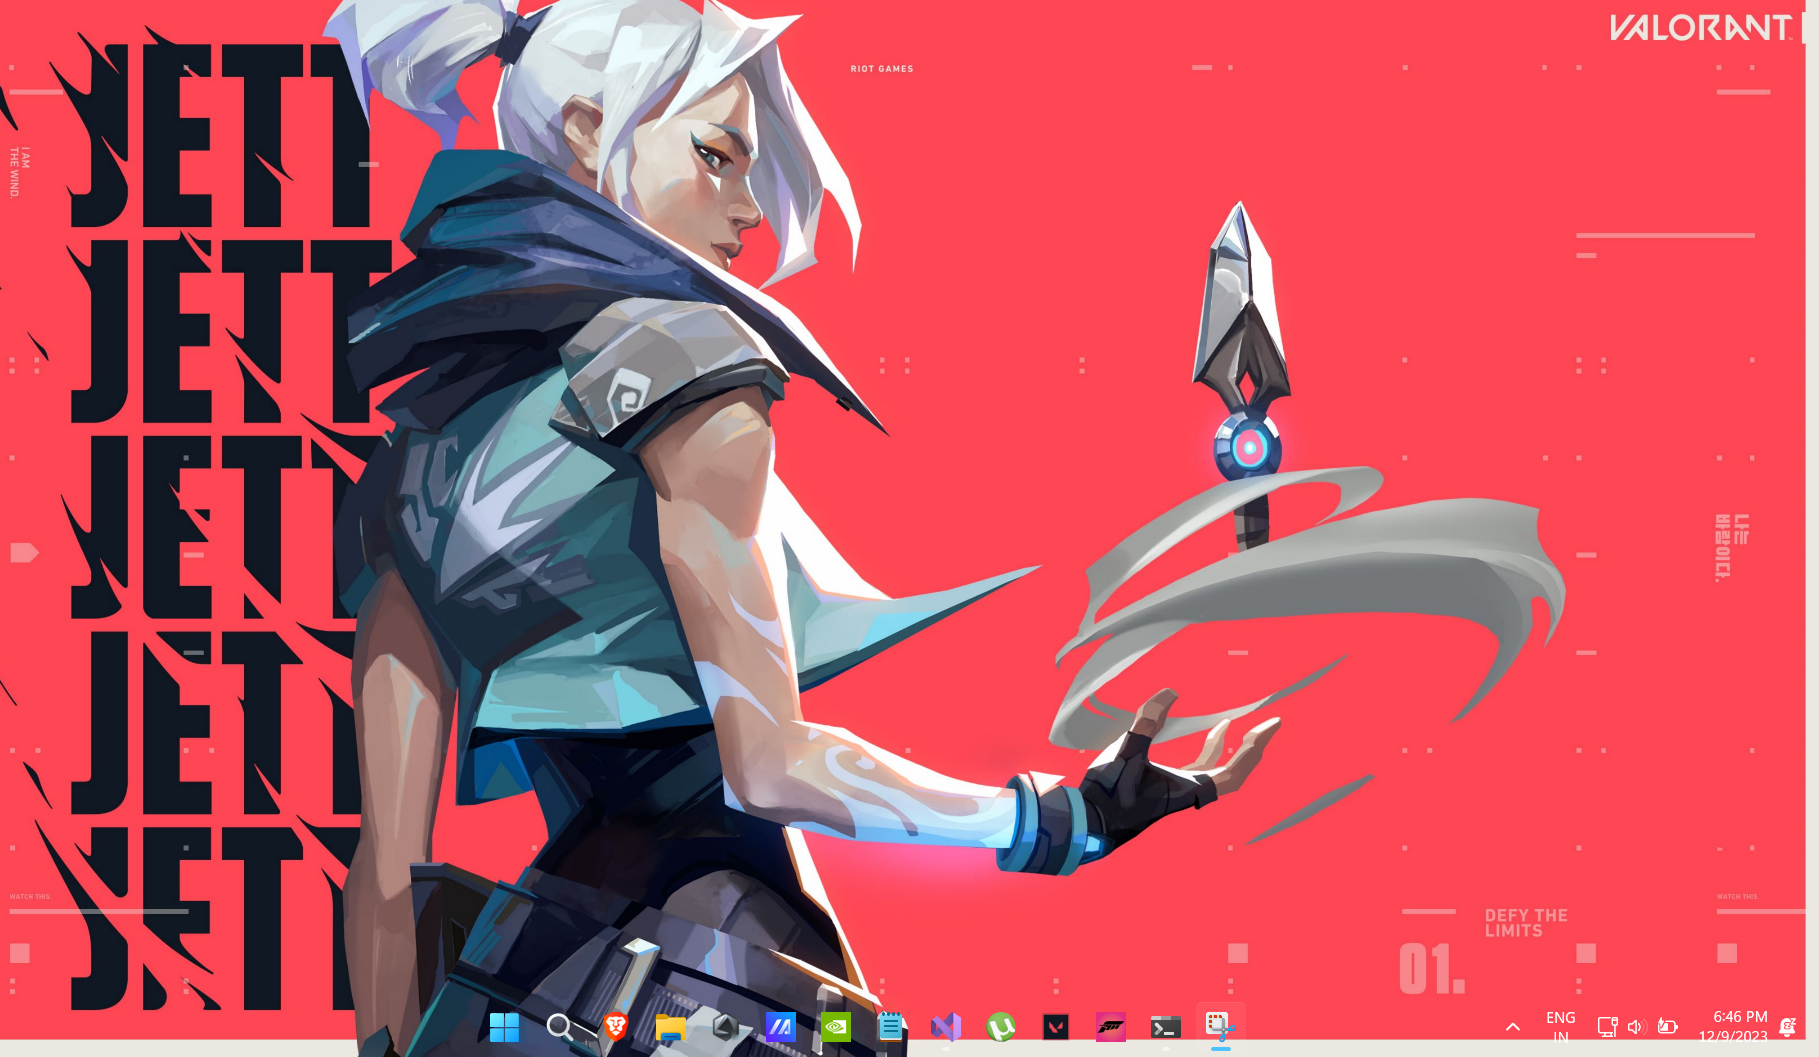 VALORANT
RIOT GAMES
JETT
JETT
JETT
JETT
JETT
I AM
THE WIND.
나는
바람이다.
WATCH THIS.
WATCH THIS.
DEFY THE
LIMITS
01.
ENG
IN
6:46 PM
12/9/2023